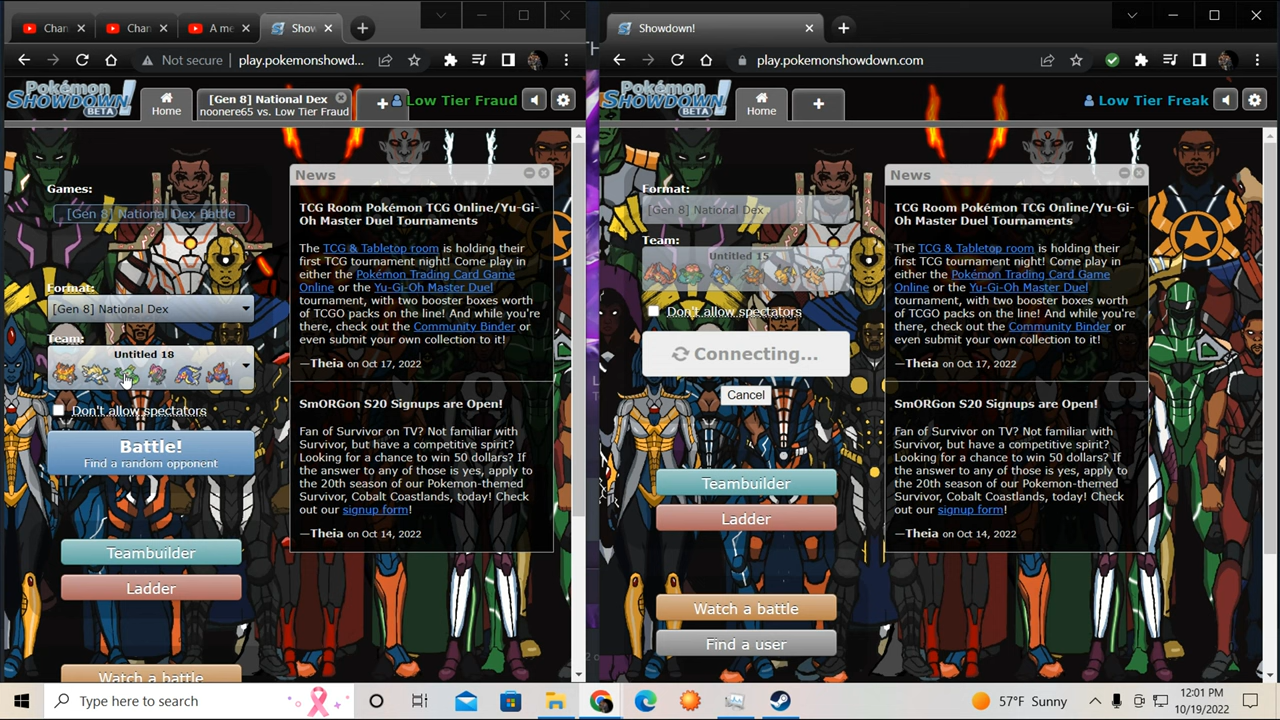 Chan
Chan
A me
Show
Showdown!
Not secure
play.pokemonshowd...
play.pokemonshowdown.com
Pokémon
SHOWDOWN!
BETA
Home
[Gen 8] National Dex
noonere65 vs. Low Tier Fraud
Low Tier Fraud
Games:
[Gen 8] National Dex Battle
Format:
[Gen 8] National Dex
Team:
Untitled 18
Don't allow spectators
Battle!
Find a random opponent
Teambuilder
Ladder
Watch a battle
News
TCG Room Pokémon TCG Online/Yu-Gi-
Oh Master Duel Tournaments
The TCG & Tabletop room is holding their
first TCG tournament night! Come play in
either the Pokémon Trading Card Game
Online or the Yu-Gi-Oh Master Duel
tournament, with two booster boxes worth
of TCGO packs on the line! And while you're
there, check out the Community Binder or
even submit your own collection to it!
—Theia on Oct 17, 2022
SmORGon S20 Signups are Open!
Fan of Survivor on TV? Not familiar with
Survivor, but have a competitive spirit?
Looking for a chance to win 50 dollars? If
the answer to any of those is yes, apply to
the 20th season of our Pokemon-themed
Survivor, Cobalt Coastlands, today! Check
out our signup form!
—Theia on Oct 14, 2022
Pokémon
SHOWDOWN!
BETA
Home
Low Tier Freak
Format:
[Gen 8] National Dex
Team:
Untitled 15
Don't allow spectators
Connecting...
Cancel
Teambuilder
Ladder
Watch a battle
Find a user
News
TCG Room Pokémon TCG Online/Yu-Gi-
Oh Master Duel Tournaments
The TCG & Tabletop room is holding their
first TCG tournament night! Come play in
either the Pokémon Trading Card Game
Online or the Yu-Gi-Oh Master Duel
tournament, with two booster boxes worth
of TCGO packs on the line! And while you're
there, check out the Community Binder or
even submit your own collection to it!
—Theia on Oct 17, 2022
SmORGon S20 Signups are Open!
Fan of Survivor on TV? Not familiar with
Survivor, but have a competitive spirit?
Looking for a chance to win 50 dollars? If
the answer to any of those is yes, apply to
the 20th season of our Pokemon-themed
Survivor, Cobalt Coastlands, today! Check
out our signup form!
—Theia on Oct 14, 2022
Type here to search
57°F Sunny
12:01 PM
10/19/2022